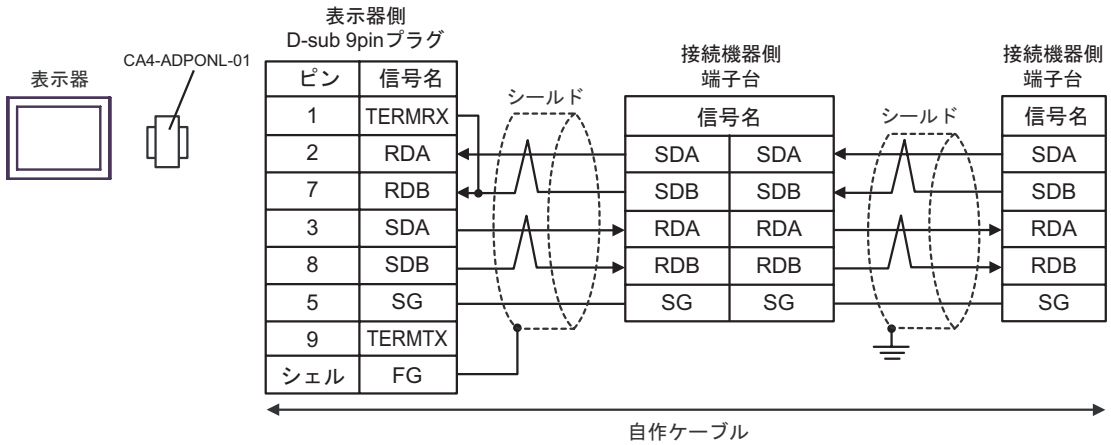 表示器
CA4-ADPONL-01
表示器側
D-sub 9pinプラグ
ピン 信号名
1 TERMRX
2 RDA
7 RDB
3 SDA
8 SDB
5 SG
9 TERMTX
シェル FG
シールド
接続機器側
端子台
信号名
SDA SDA
SDB SDB
RDA RDA
RDB RDB
SG SG
シールド
接続機器側
端子台
信号名
SDA
SDB
RDA
RDB
SG
自作ケーブル